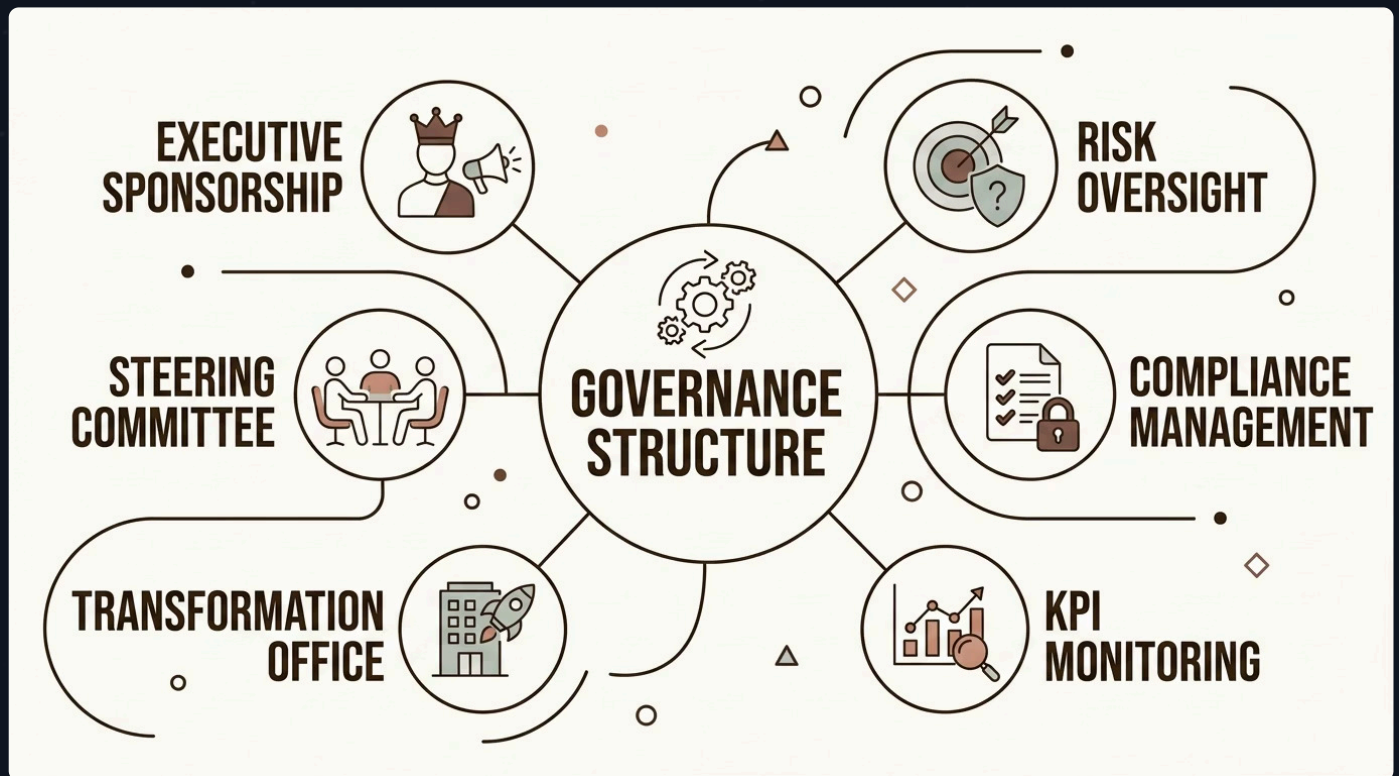 EXECUTIVE
SPONSORSHIP
RISK
OVERSIGHT
GOVERNANCE
STRUCTURE
STEERING
COMMITTEE
COMPLIANCE
MANAGEMENT
TRANSFORMATION
OFFICE
KPI
MONITORING
?